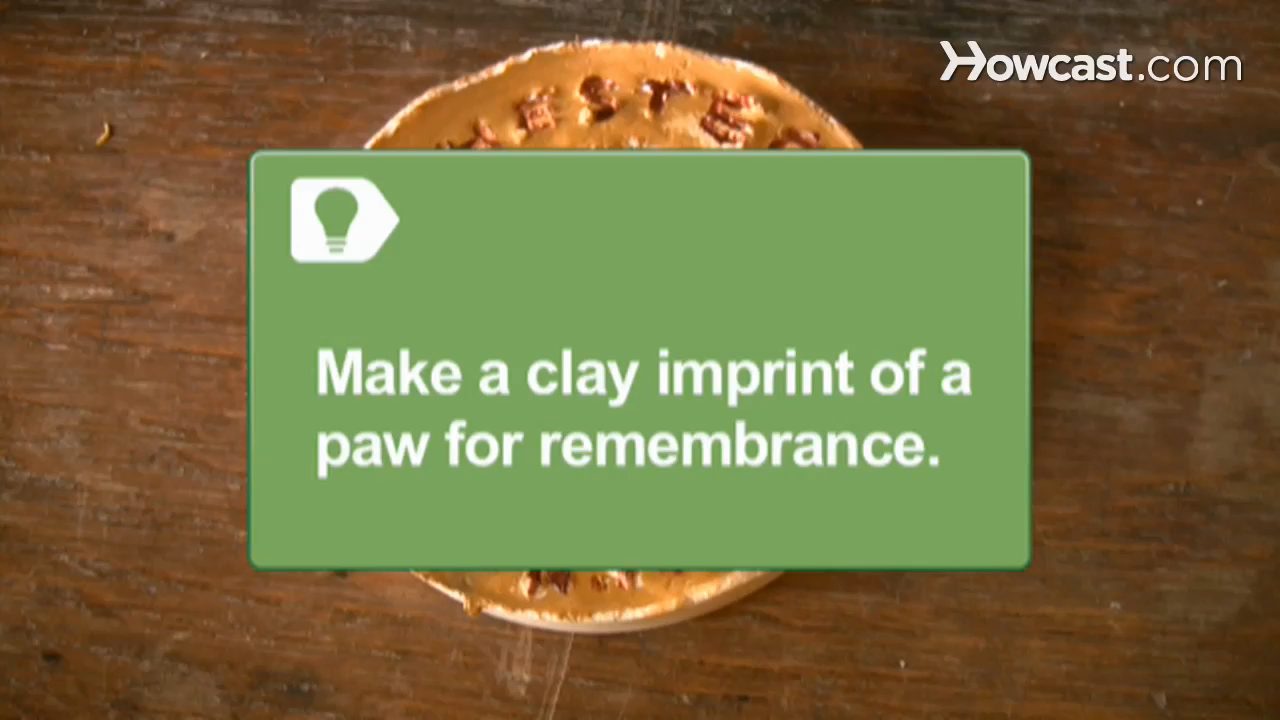 Howcast.com
Make a clay imprint of a
paw for remembrance.